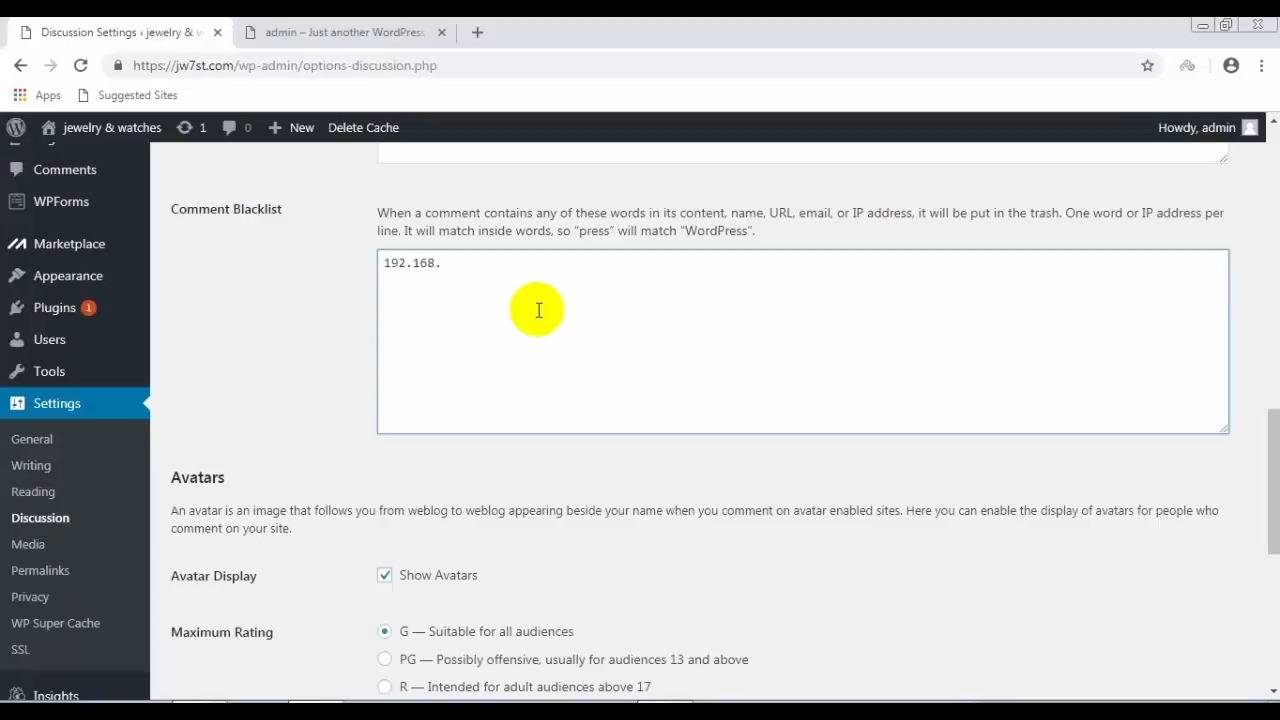 Discussion Settings ‹ jewelry & w
admin – Just another WordPress
https://jw7st.com/wp-admin/options-discussion.php
Apps Suggested Sites
jewelry & watches 1 0 New Delete Cache Howdy, admin
Comments
WPForms
Marketplace
Appearance
Plugins 1
Users
Tools
Settings
General
Writing
Reading
Discussion
Media
Permalinks
Privacy
WP Super Cache
SSL
Insights
Comment Blacklist
When a comment contains any of these words in its content, name, URL, email, or IP address, it will be put in the trash. One word or IP address per
line. It will match inside words, so “press” will match “WordPress”.
192.168.
Avatars
An avatar is an image that follows you from weblog to weblog appearing beside your name when you comment on avatar enabled sites. Here you can enable the display of avatars for people who
comment on your site.
Avatar Display
Show Avatars
Maximum Rating
G — Suitable for all audiences
PG — Possibly offensive, usually for audiences 13 and above
R — Intended for adult audiences above 17